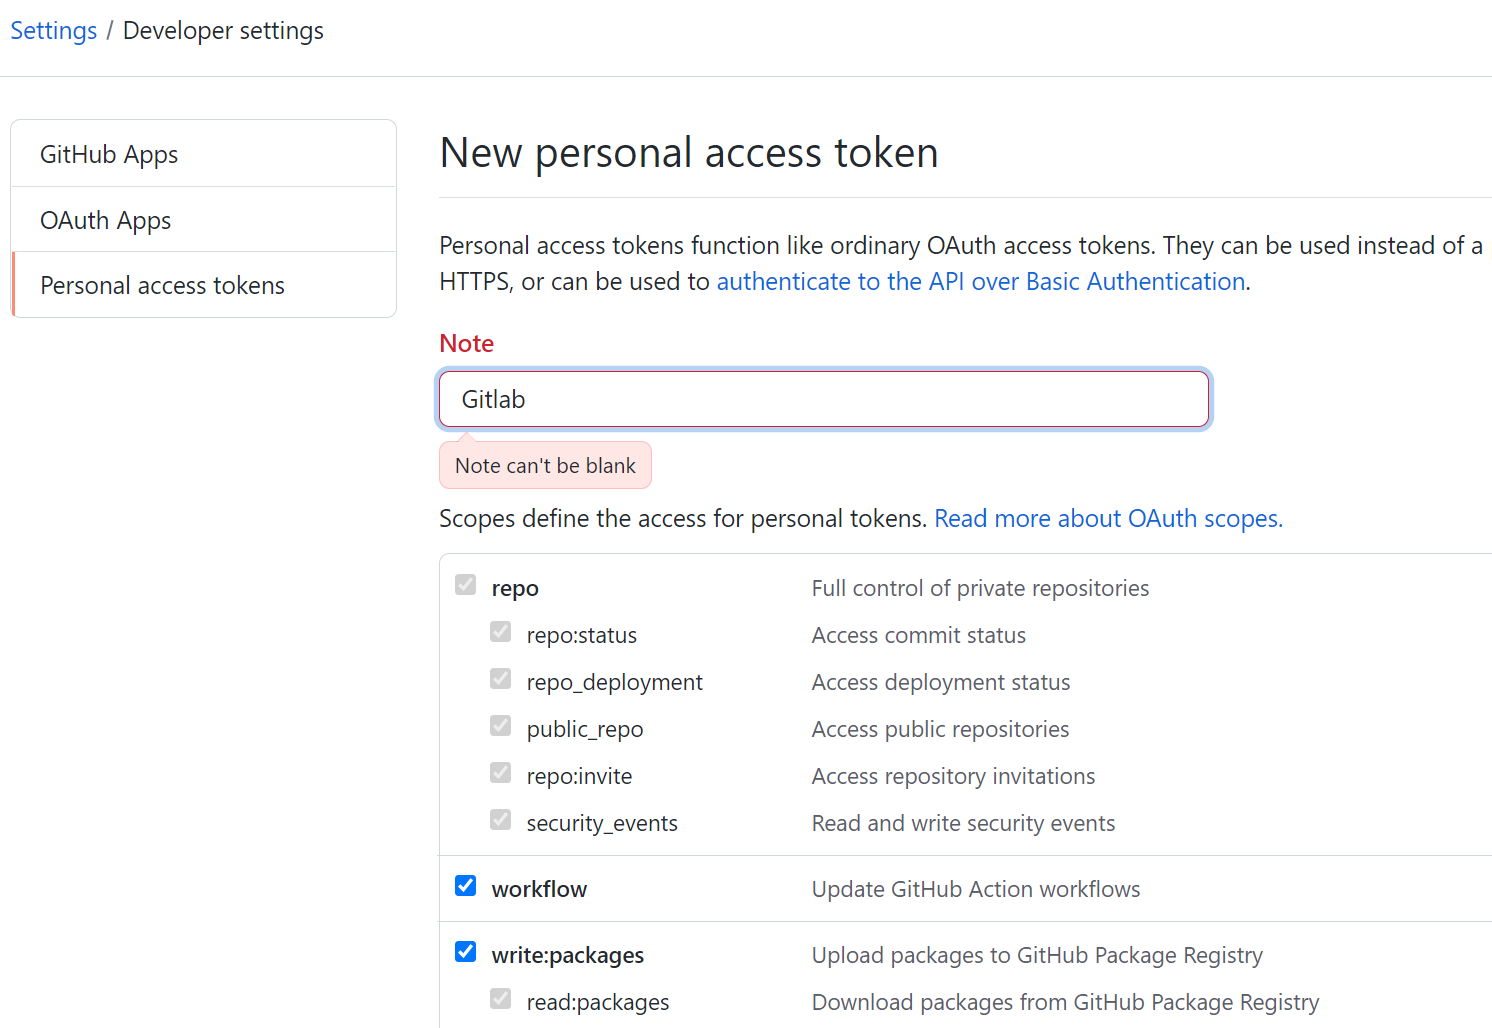 Settings / Developer settings
GitHub Apps
OAuth Apps
Personal access tokens
New personal access token
Personal access tokens function like ordinary OAuth access tokens. They can be used instead of a
HTTPS, or can be used to authenticate to the API over Basic Authentication.
Note
Gitlab
Note can't be blank
Scopes define the access for personal tokens. Read more about OAuth scopes.
repo Full control of private repositories
repo:status Access commit status
repo_deployment Access deployment status
public_repo Access public repositories
repo:invite Access repository invitations
security_events Read and write security events
workflow Update GitHub Action workflows
write:packages Upload packages to GitHub Package Registry
read:packages Download packages from GitHub Package Registry